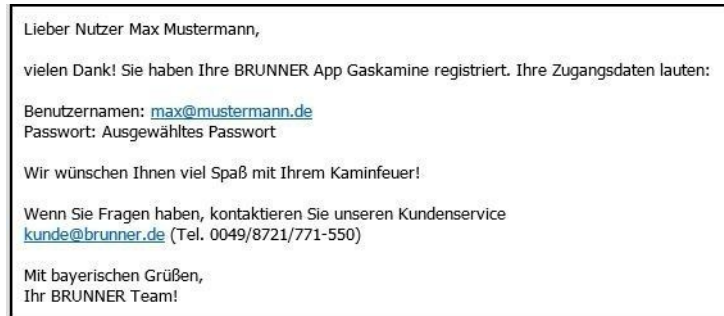 Lieber Nutzer Max Mustermann,
vielen Dank! Sie haben Ihre BRUNNER App Gaskamine registriert. Ihre Zugangsdaten lauten:
Benutzernamen: max@mustermann.de
Passwort: Ausgewähltes Passwort
Wir wünschen Ihnen viel Spaß mit Ihrem Kaminfeuer!
Wenn Sie Fragen haben, kontaktieren Sie unseren Kundenservice
kunde@brunner.de (Tel. 0049/8721/771-550)
Mit bayerischen Grüßen,
Ihr BRUNNER Team!